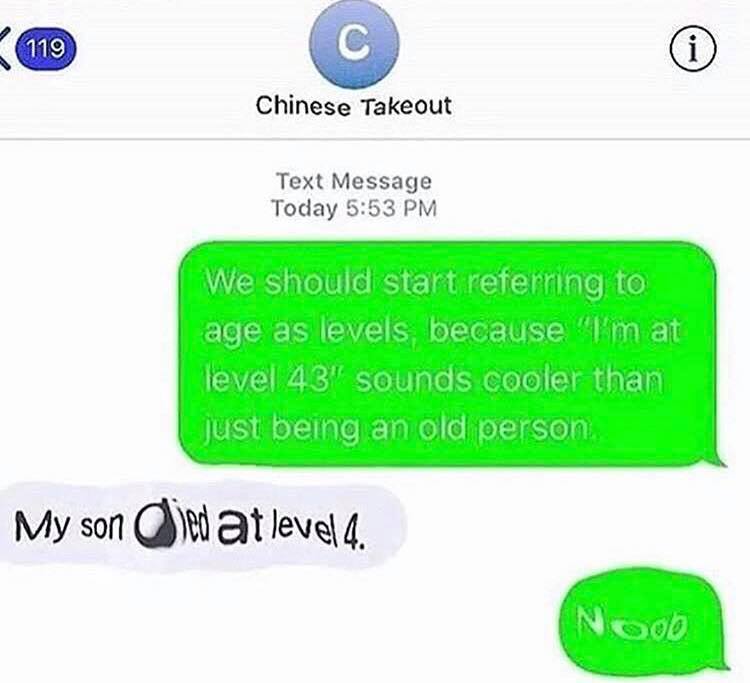 119
C
i
Chinese Takeout
Text Message
Today 5:53 PM
We should start referring to
age as levels, because "I'm at
level 43" sounds cooler than
just being an old person.
My son died at level 4.
Noob